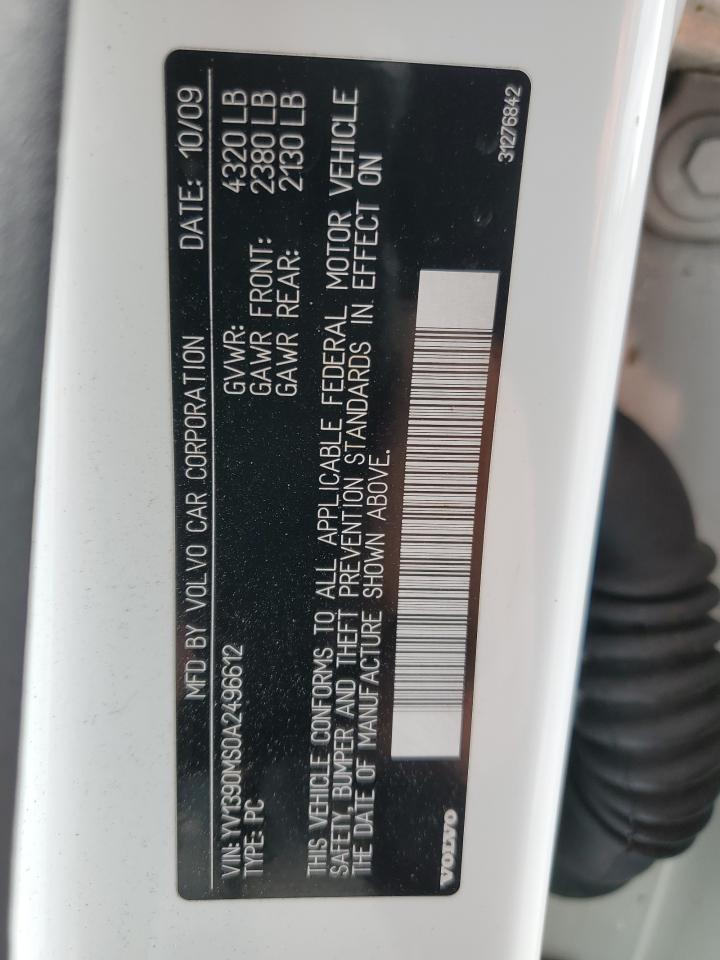 MFD BY VOLVO CAR CORPORATION DATE: 10/09
VIN: YV1390MS0A2496612 GVWR: 4320 LB
TYPE: PC GAWR FRONT: 2380 LB
GAWR REAR: 2130 LB
THIS VEHICLE CONFORMS TO ALL APPLICABLE FEDERAL MOTOR VEHICLE
SAFETY, BUMPER AND THEFT PREVENTION STANDARDS IN EFFECT ON
THE DATE OF MANUFACTURE SHOWN ABOVE.
VOLVO 31276842